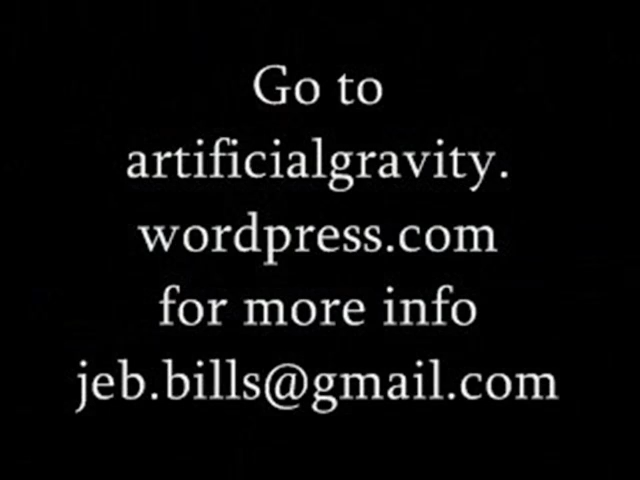 Go to
artificialgravity.
wordpress.com
for more info
jeb.bills@gmail.com